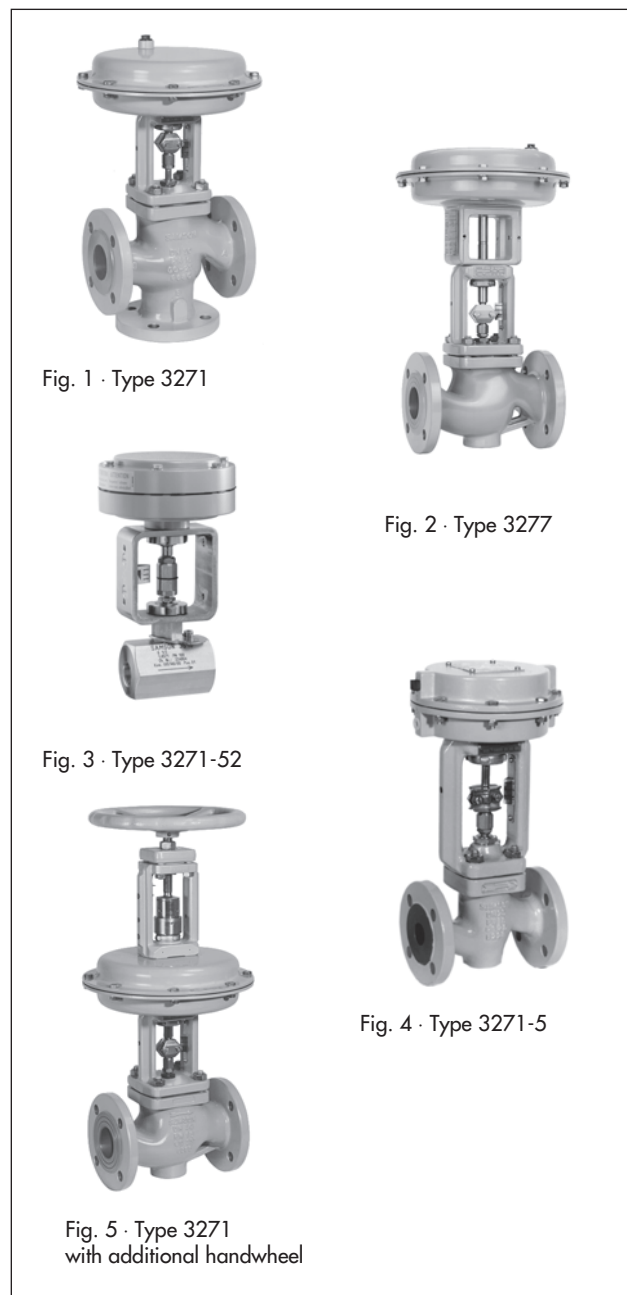 Fig. 1 · Type 3271
Fig. 2 · Type 3277
Fig. 3 · Type 3271-52
Fig. 4 · Type 3271-5
Fig. 5 · Type 3271
with additional handwheel